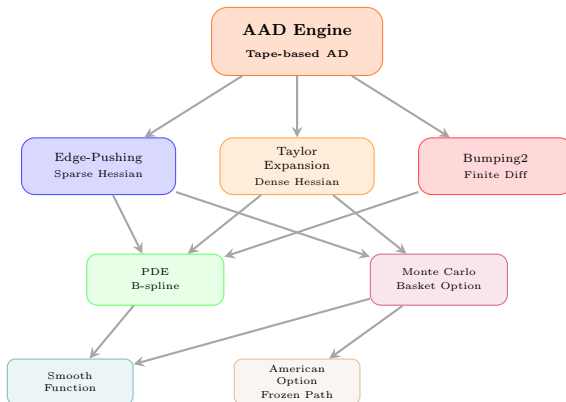 AAD Engine
Tape-based AD
Edge-Pushing
Sparse Hessian
Taylor
Expansion
Dense Hessian
Bumping2
Finite Diff
PDE
B-spline
Monte Carlo
Basket Option
Smooth
Function
American
Option
Frozen Path